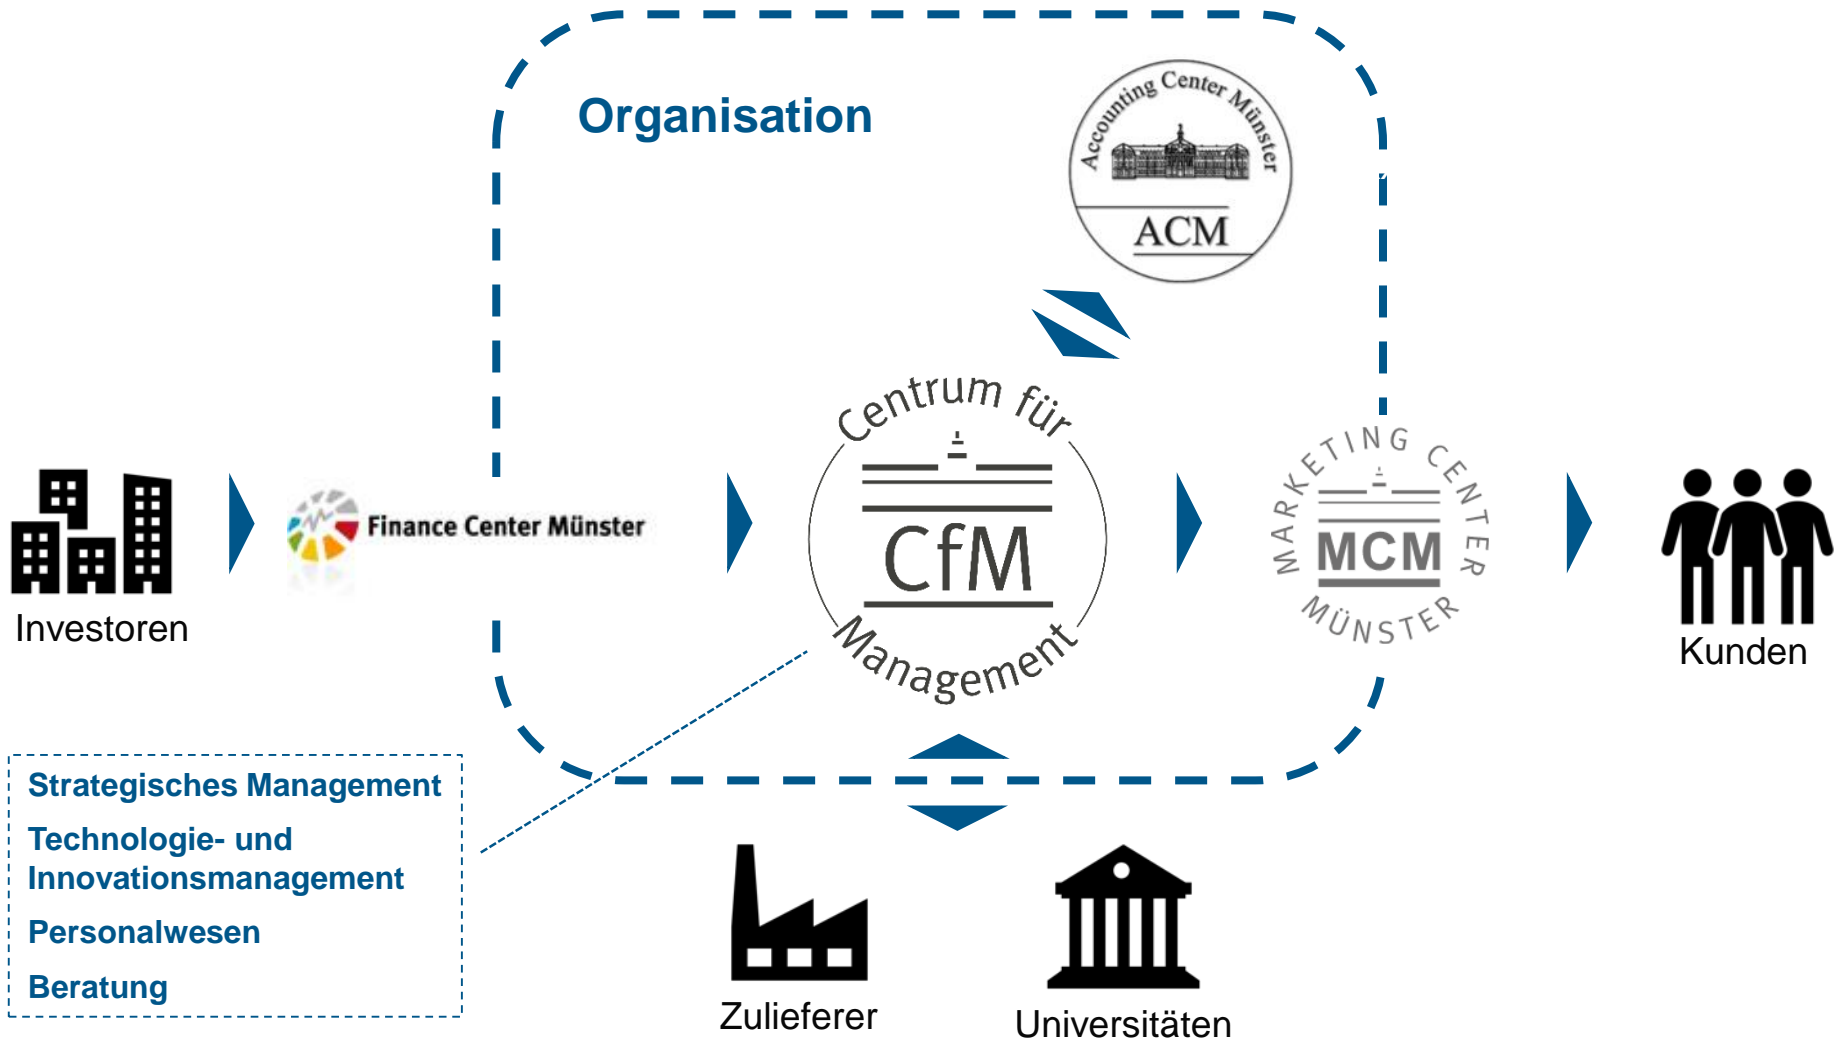 Organisation
Accounting Center Münster
ACM
Centrum für
CfM
Management
MARKETING CENTER
MCM
MÜNSTER
Finance Center Münster
Investoren
Kunden
Strategisches Management
Technologie- und
Innovationsmanagement
Personalwesen
Beratung
Zulieferer
Universitäten